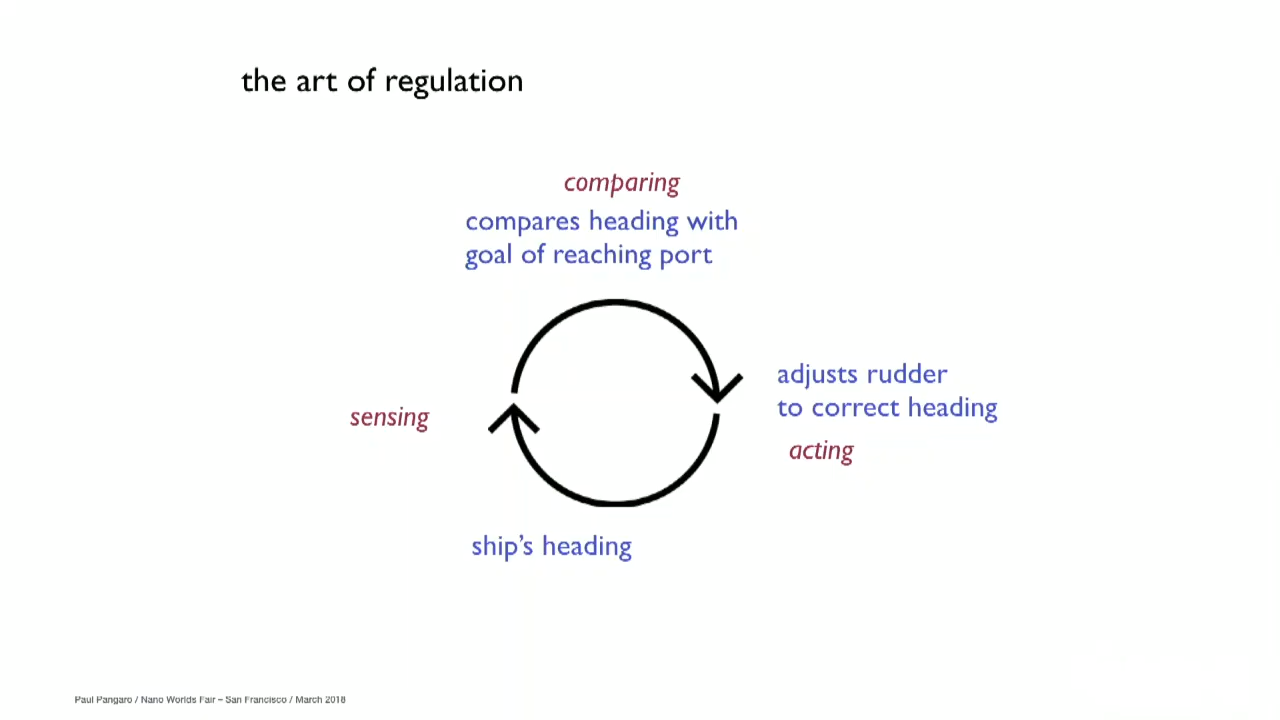 the art of regulation
comparing
compares heading with
goal of reaching port
adjusts rudder
to correct heading
sensing
acting
ship's heading
Paul Pangaro / Nano Worlds Fair – San Francisco / March 2018